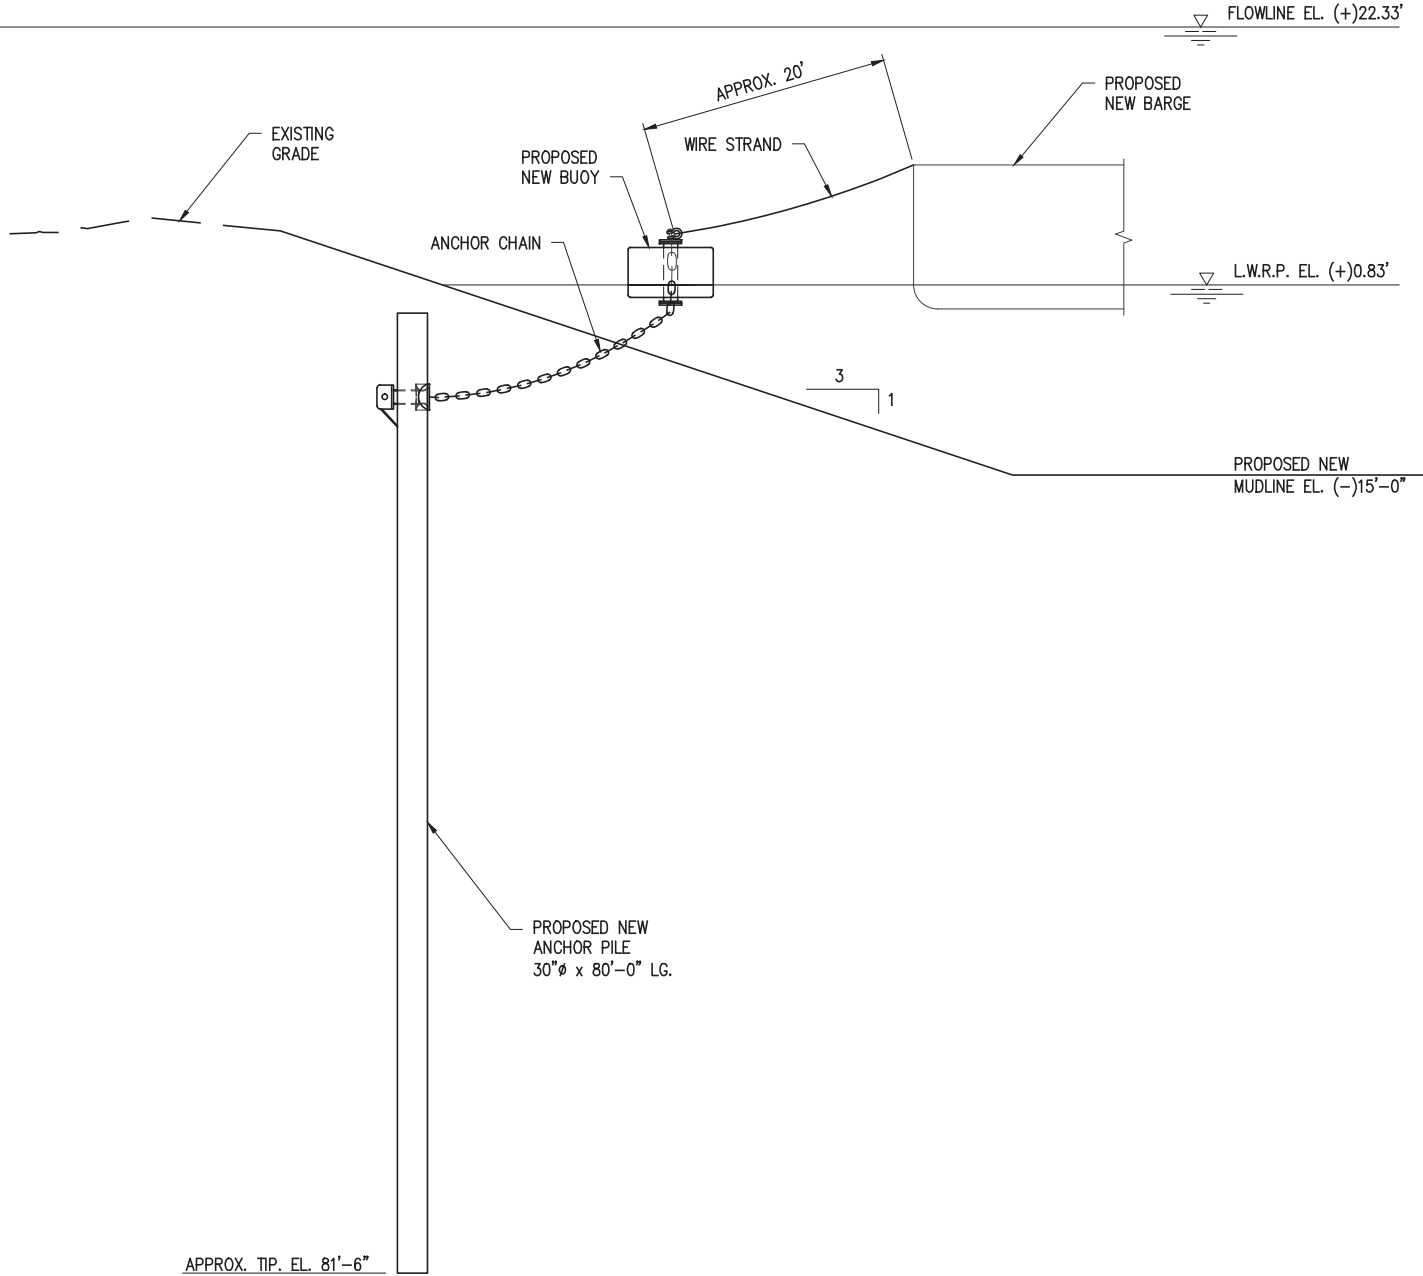 FLOWLINE EL. (+)22.33'
APPROX. 20'
PROPOSED
NEW BARGE
EXISTING
GRADE
WIRE STRAND
PROPOSED
NEW BUOY
ANCHOR CHAIN
L.W.R.P. EL. (+)0.83'
3
1
PROPOSED NEW
MUDLINE EL. (-)15'-0"
PROPOSED NEW
ANCHOR PILE
30"ø x 80'-0" LG.
APPROX. TIP. EL. 81'-6"